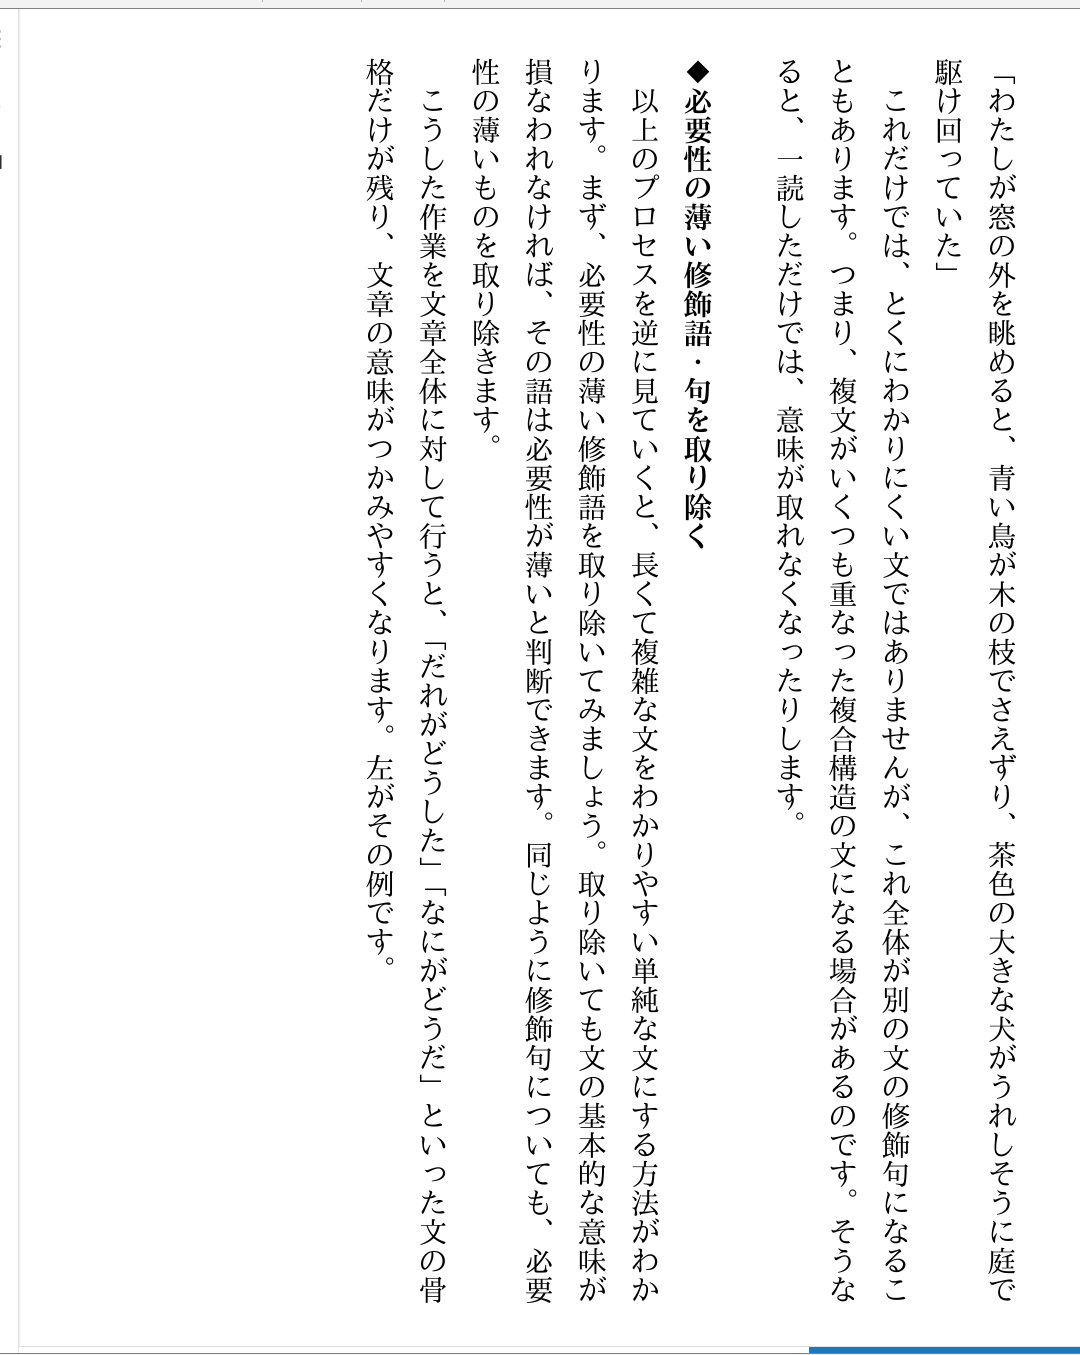 「わたしが窓の外を眺めると、青い鳥が木の枝でさえずり、茶色の大きな犬がうれしそうに庭で
駆け回っていた」
これだけでは、とくにわかりにくい文ではありませんが、これ全体が別の文の修飾句になるこ
ともあります。つまり、複文がいくつも重なった複合構造の文になる場合があるのです。そうな
ると、一読しただけでは、意味が取れなくなったりします。
◆必要性の薄い修飾語・句を取り除く
以上のプロセスを逆に見ていくと、長くて複雑な文をわかりやすい単純な文にする方法がわか
ります。まず、必要性の薄い修飾語を取り除いてみましょう。取り除いても文の基本的な意味が
損なわれなければ、その語は必要性が薄いと判断できます。同じように修飾句についても、必要
性の薄いものを取り除きます。
こうした作業を文章全体に対して行うと、「だれがどうした」「なにがどうだ」といった文の骨
格だけが残り、文章の意味がつかみやすくなります。左がその例です。